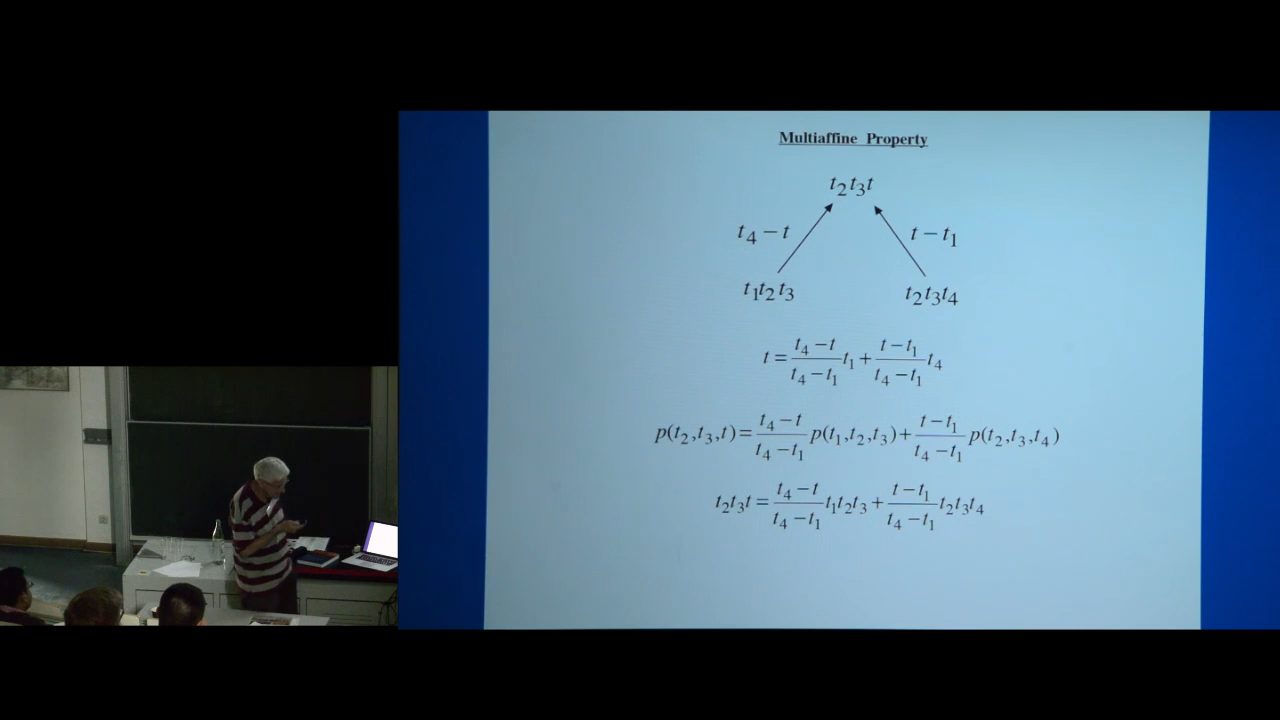 Multiaffine Property
t₂t₃t
t₄ − t t − t₁
t₁t₂t₃ t₂t₃t₄
t = (t₄ − t)/(t₄ − t₁) t₁ + (t − t₁)/(t₄ − t₁) t₄
p(t₂,t₃,t) = (t₄ − t)/(t₄ − t₁) p(t₁,t₂,t₃) + (t − t₁)/(t₄ − t₁) p(t₂,t₃,t₄)
t₂t₃t = (t₄ − t)/(t₄ − t₁) t₁t₂t₃ + (t − t₁)/(t₄ − t₁) t₂t₃t₄